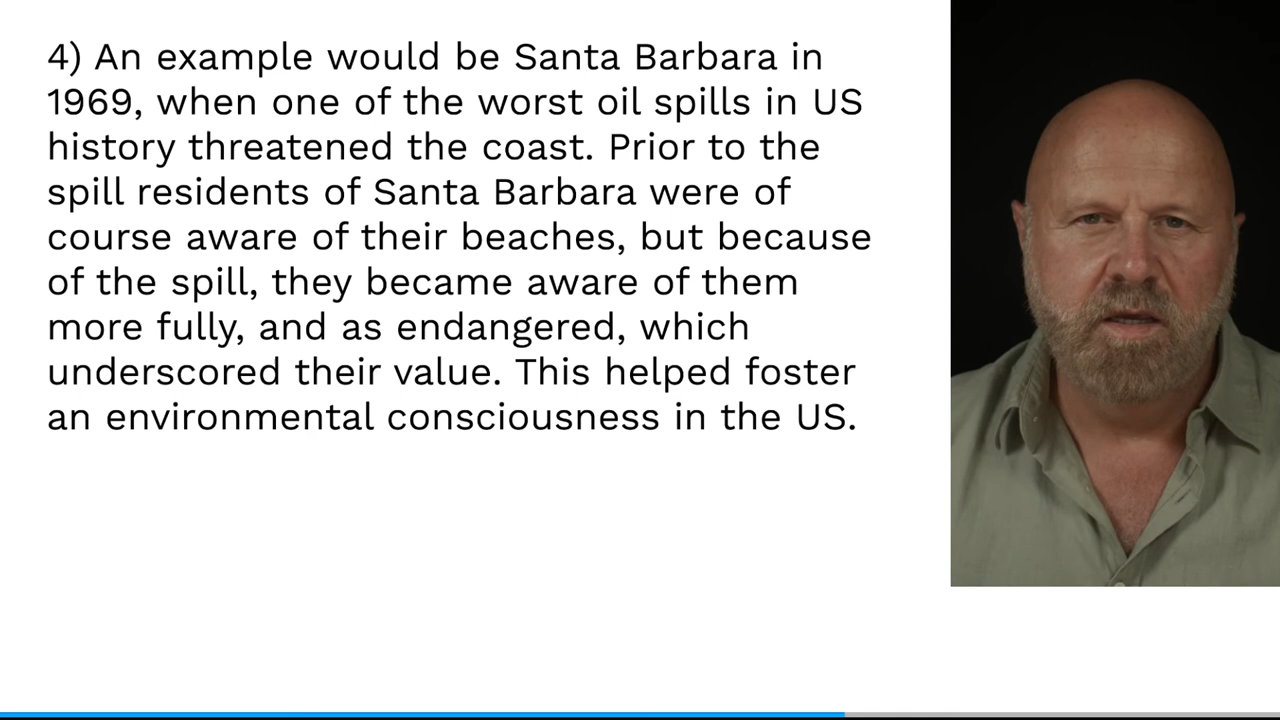 4) An example would be Santa Barbara in
1969, when one of the worst oil spills in US
history threatened the coast. Prior to the
spill residents of Santa Barbara were of
course aware of their beaches, but because
of the spill, they became aware of them
more fully, and as endangered, which
underscored their value. This helped foster
an environmental consciousness in the US.